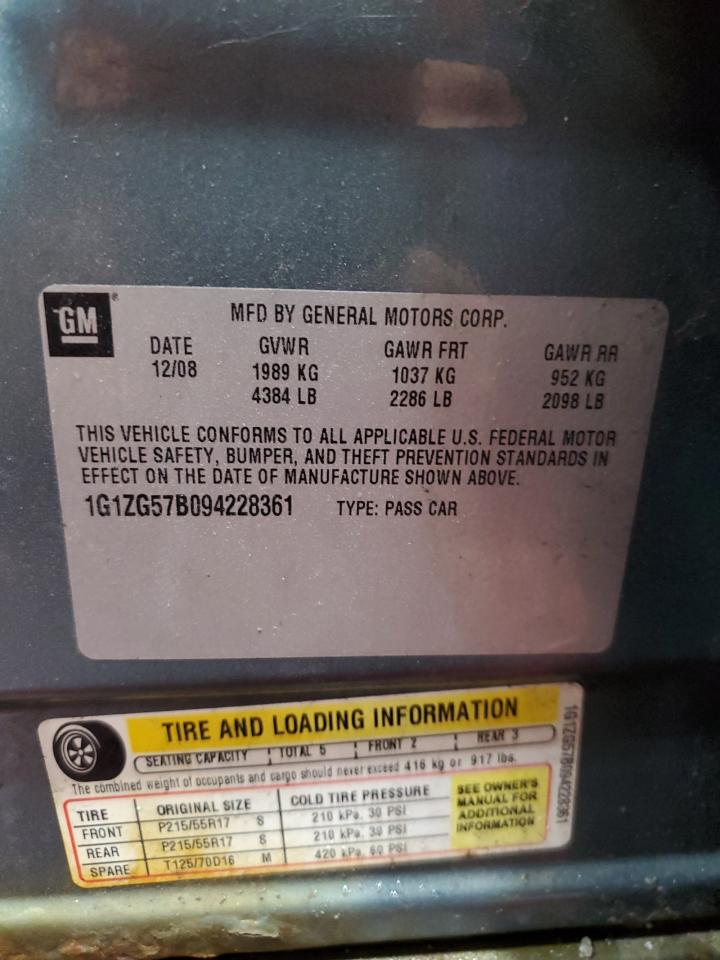 GM
MFD BY GENERAL MOTORS CORP.
DATE GVWR GAWR FRT GAWR RR
12/08 1989 KG 1037 KG 952 KG
4384 LB 2286 LB 2098 LB
THIS VEHICLE CONFORMS TO ALL APPLICABLE U.S. FEDERAL MOTOR
VEHICLE SAFETY, BUMPER, AND THEFT PREVENTION STANDARDS IN
EFFECT ON THE DATE OF MANUFACTURE SHOWN ABOVE.
1G1ZG57B094228361 TYPE: PASS CAR
TIRE AND LOADING INFORMATION
SEATING CAPACITY TOTAL 5 FRONT 2 REAR 3
The combined weight of occupants and cargo should never exceed 416 kg or 917 lbs.
TIRE ORIGINAL SIZE COLD TIRE PRESSURE
FRONT P215/55R17 S 210 kPa, 30 PSI
REAR P215/55R17 S 210 kPa, 30 PSI
SPARE T125/70D16 M 420 kPa, 60 PSI
SEE OWNER'S
MANUAL FOR
ADDITIONAL
INFORMATION
1G1ZG57B094228361